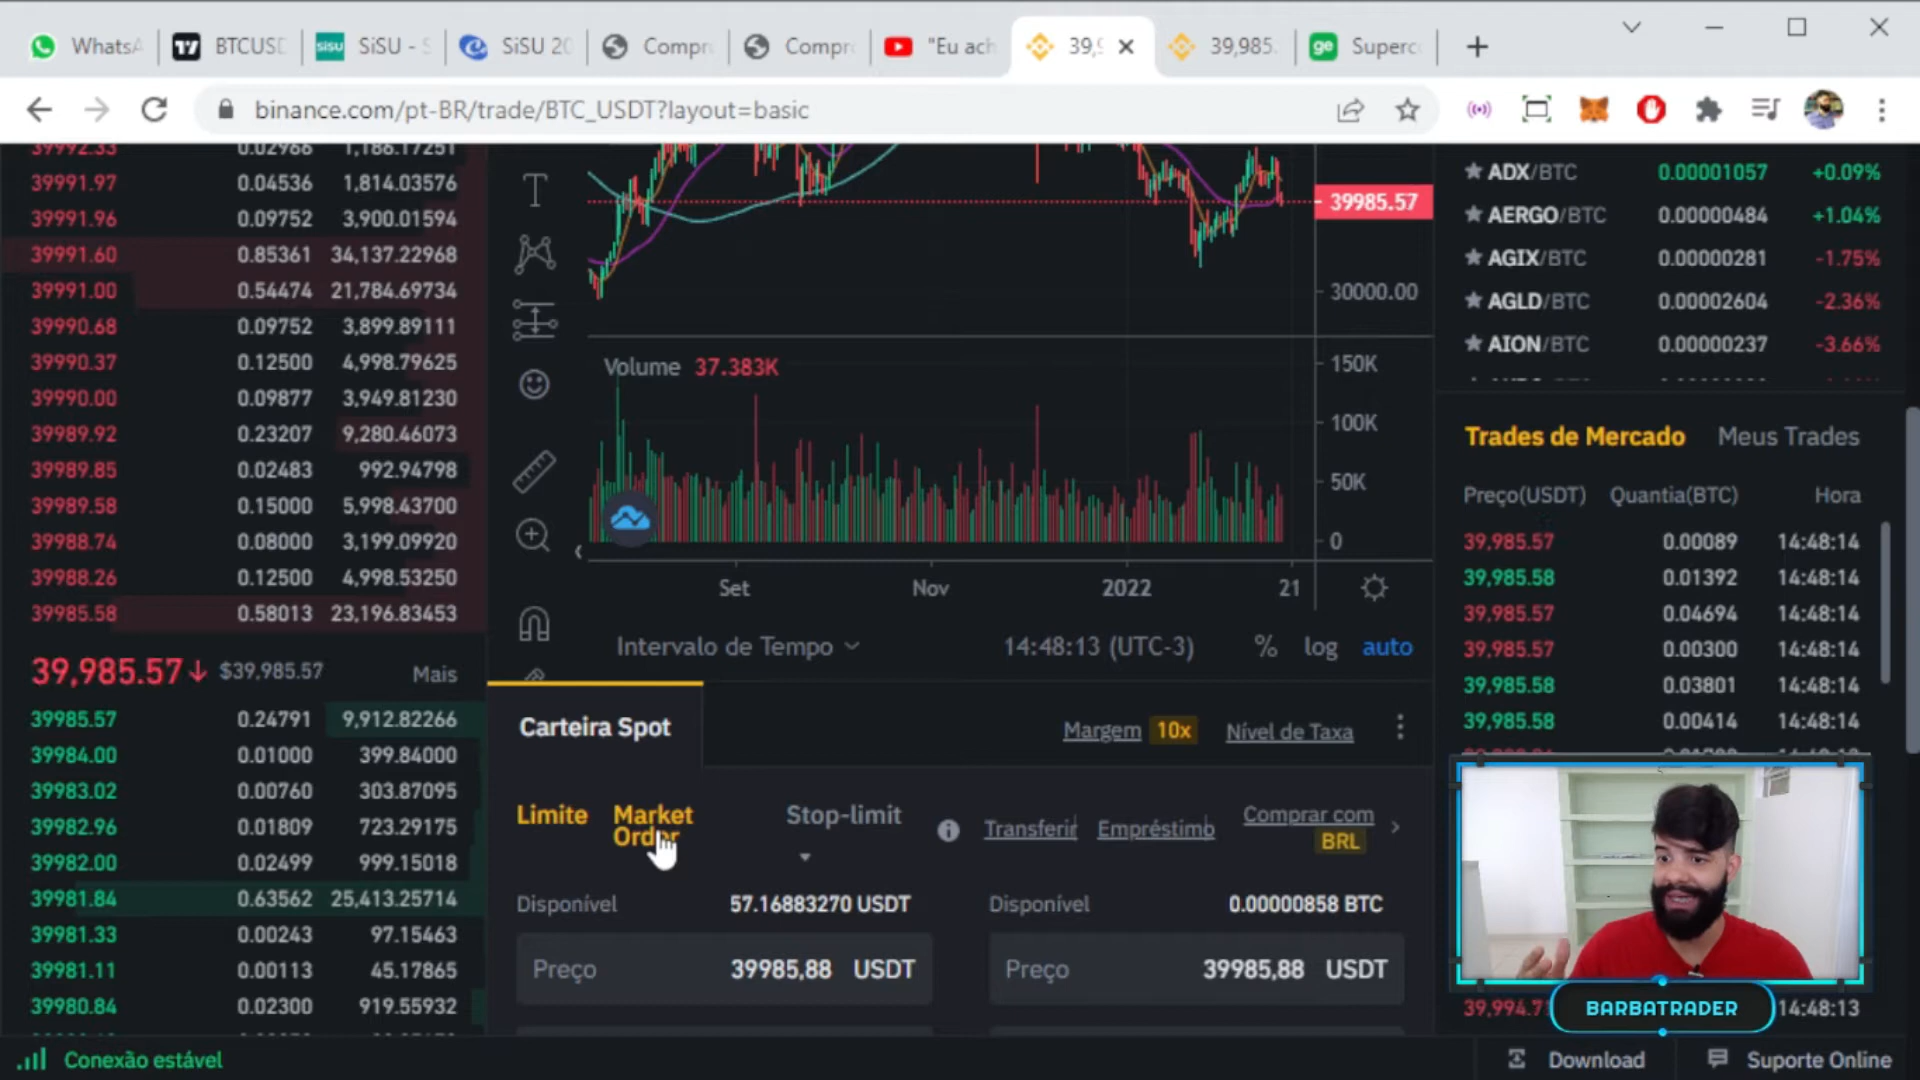 WhatsA
BTCUSD
SiSU - S
SiSU 20
Compra
Compra
"Eu ach
39,9
39,985.
Superc
binance.com/pt-BR/trade/BTC_USDT?layout=basic
39992.33 0.02966 1,186.17251
39991.97 0.04536 1,814.03576
39991.96 0.09752 3,900.01594
39991.60 0.85361 34,137.22968
39991.00 0.54474 21,784.69734
39990.68 0.09752 3,899.89111
39990.37 0.12500 4,998.79625
39990.00 0.09877 3,949.81230
39989.92 0.23207 9,280.46073
39989.85 0.02483 992.94798
39989.58 0.15000 5,998.43700
39988.74 0.08000 3,199.09920
39988.26 0.12500 4,998.53250
39985.58 0.58013 23,196.83453
39,985.57↓ $39,985.57 Mais
39985.57 0.24791 9,912.82266
39984.00 0.01000 399.84000
39983.02 0.00760 303.87095
39982.96 0.01809 723.29175
39982.00 0.02499 999.15018
39981.84 0.63562 25,413.25714
39981.33 0.00243 97.15463
39981.11 0.00113 45.17865
39980.84 0.02300 919.55932
39985.57
30000.00
Volume 37.383K
150K
100K
50K
0
Set Nov 2022 21
Intervalo de Tempo 14:48:13 (UTC-3) % log auto
Carteira Spot
Margem 10x Nível de Taxa
Limite Market Order Stop-limit Transferir Empréstimo Comprar com BRL
Disponível 57.16883270 USDT
Preço 39985,88 USDT
Disponível 0.00000858 BTC
Preço 39985,88 USDT
ADX/BTC 0.00001057 +0.09%
AERGO/BTC 0.00000484 +1.04%
AGIX/BTC 0.00000281 -1.75%
AGLD/BTC 0.00002604 -2.36%
AION/BTC 0.00000237 -3.66%
Trades de Mercado Meus Trades
Preço(USDT) Quantia(BTC) Hora
39,985.57 0.00089 14:48:14
39,985.58 0.01392 14:48:14
39,985.57 0.04694 14:48:14
39,985.57 0.00300 14:48:14
39,985.58 0.03801 14:48:14
39,985.58 0.00414 14:48:14
39,994.7 14:48:13
BARBATRADER
Conexão estável
Download
Suporte Online